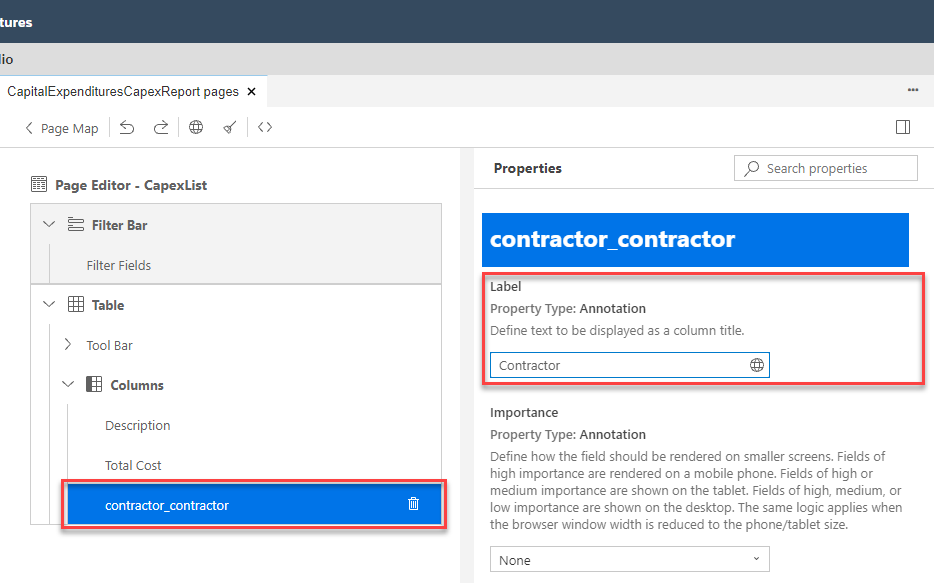 tures
lio
CapitalExpendituresCapexReport pages
Page Map
Page Editor - CapexList
Filter Bar
Filter Fields
Table
Tool Bar
Columns
Description
Total Cost
contractor_contractor
Properties
Search properties
contractor_contractor
Label
Property Type: Annotation
Define text to be displayed as a column title.
Contractor
Importance
Property Type: Annotation
Define how the field should be rendered on smaller screens. Fields of
high importance are rendered on a mobile phone. Fields of high or
medium importance are shown on the tablet. Fields of high, medium, or
low importance are shown on the desktop. The same logic applies when
the browser window width is reduced to the phone/tablet size.
None